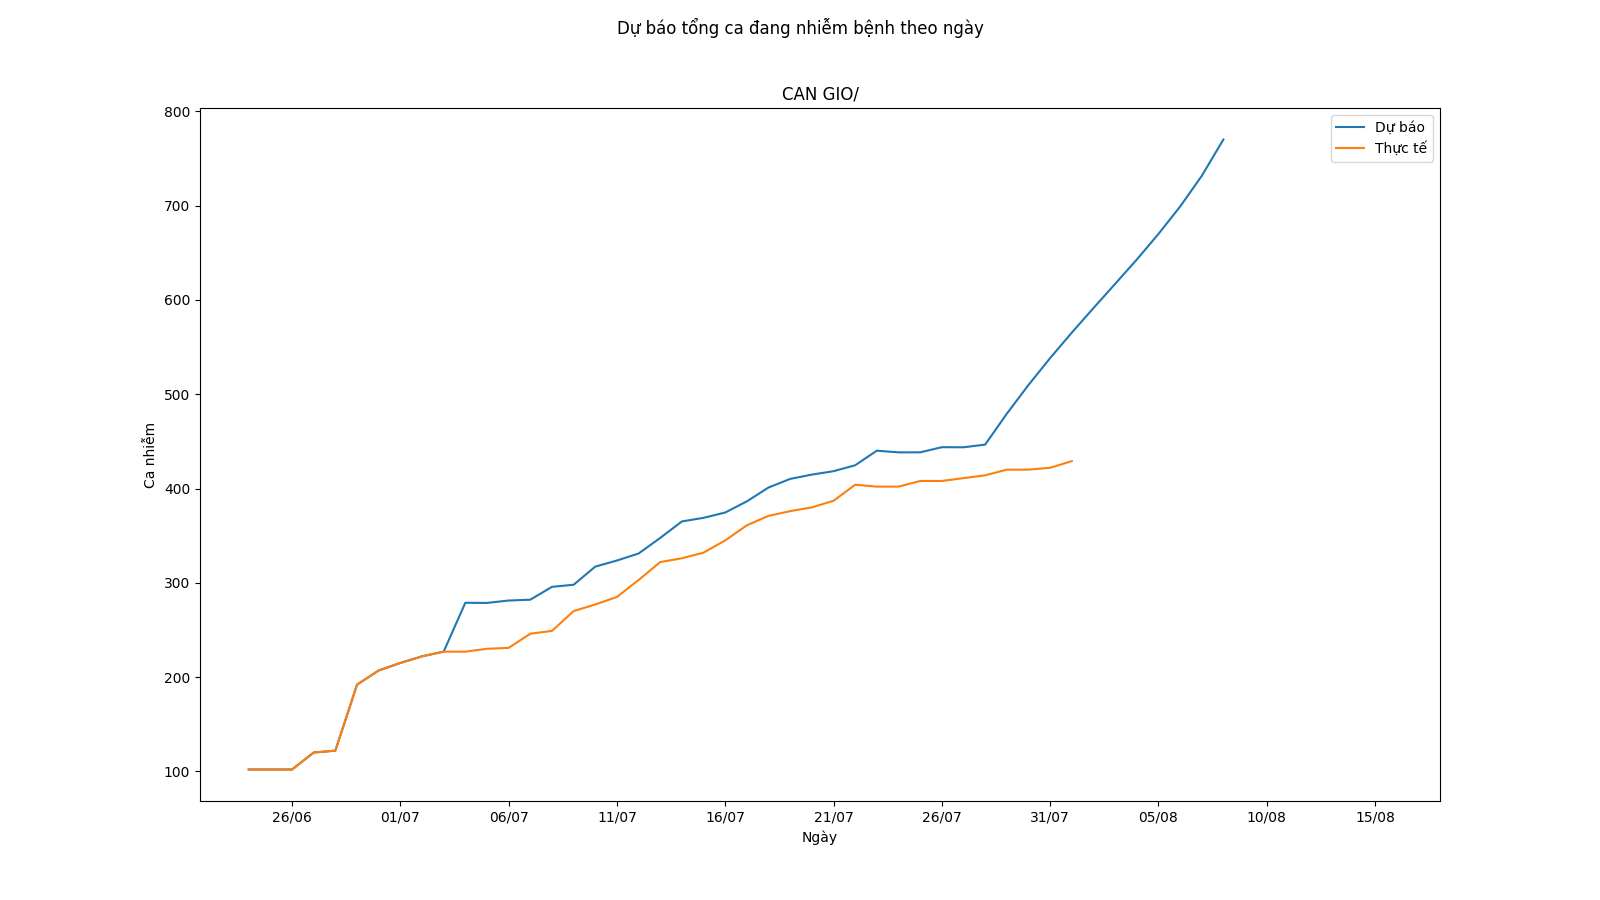 Dự báo tổng ca đang nhiễm bệnh theo ngày
CAN GIO/
Dự báo
Thực tế
800
700
600
500
400
300
200
100
Ca nhiễm
26/06 01/07 06/07 11/07 16/07 21/07 26/07 31/07 05/08 10/08 15/08
Ngày